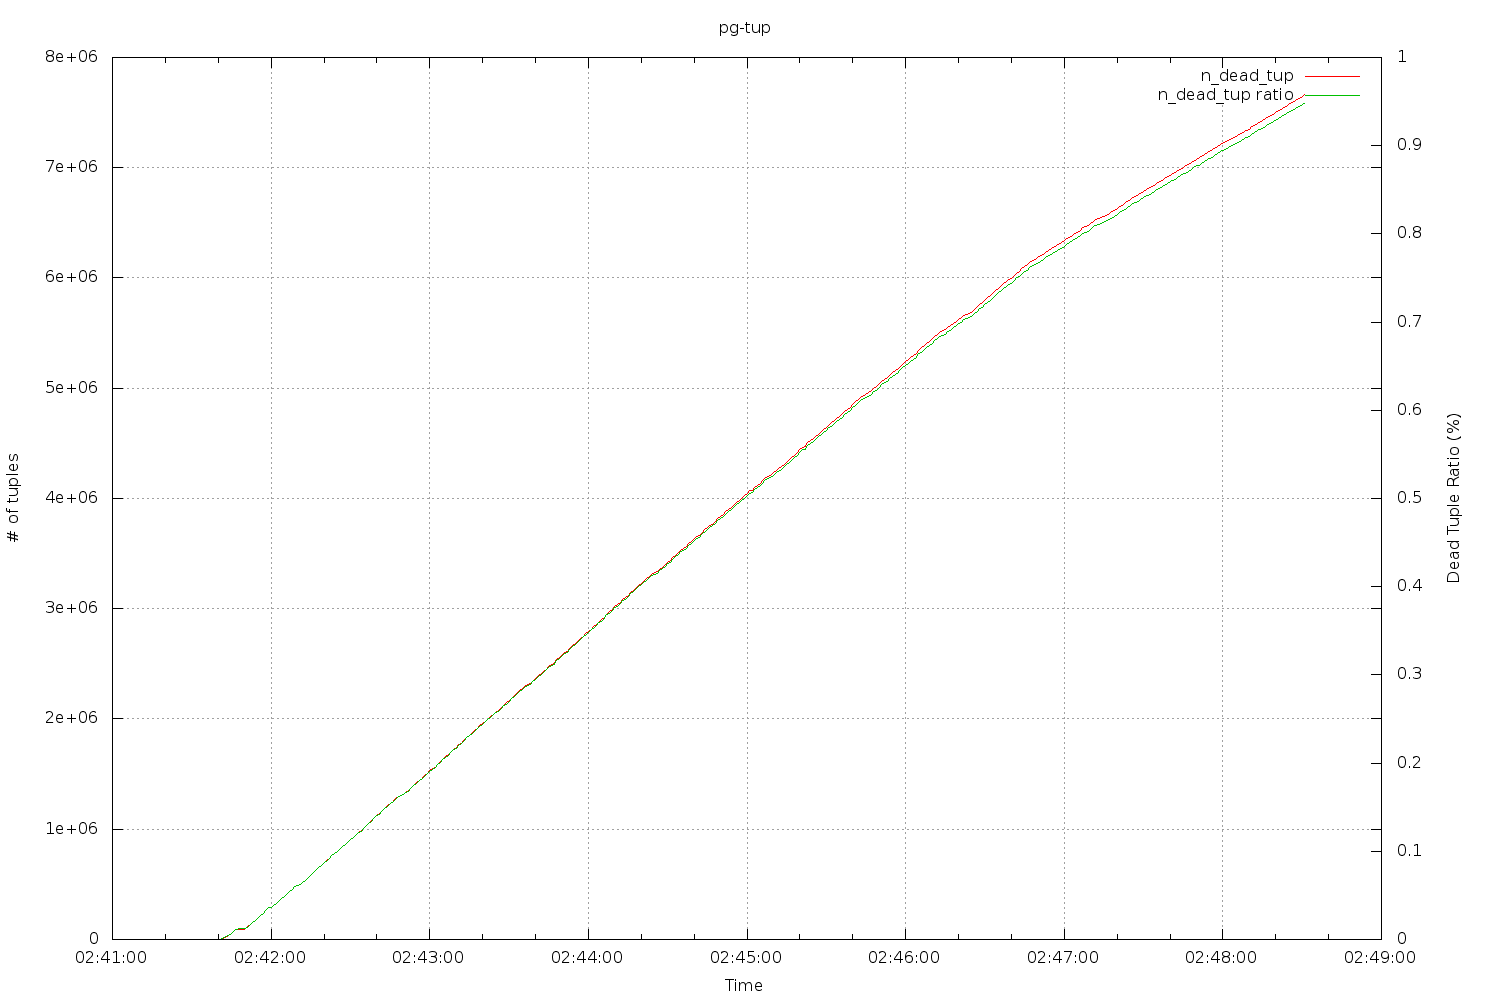 pg-tup
8e+06
7e+06
6e+06
5e+06
4e+06
3e+06
2e+06
1e+06
0
# of tuples
n_dead_tup
n_dead_tup ratio
1
0.9
0.8
0.7
0.6
0.5
0.4
0.3
0.2
0.1
0
Dead Tuple Ratio (%)
02:41:00 02:42:00 02:43:00 02:44:00 02:45:00 02:46:00 02:47:00 02:48:00 02:49:00
Time